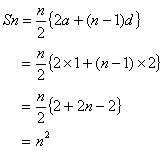 Sn = n/2 {2a + (n − 1)d}
= n/2 {2 × 1 + (n − 1) × 2}
= n/2 {2 + 2n − 2}
= n²